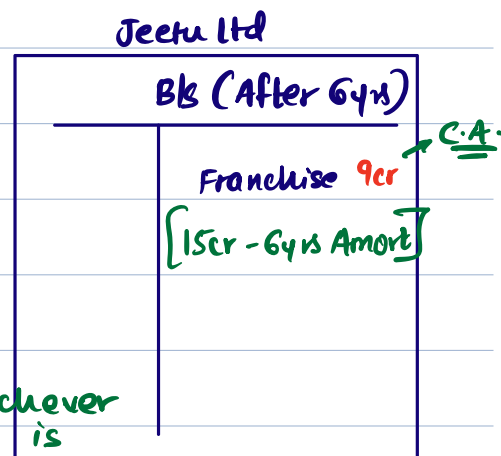 Jeetu ltd
B/s (After 6yrs)
C.A.
Franchise 9cr
[15cr - 6yrs Amort]
chever
is